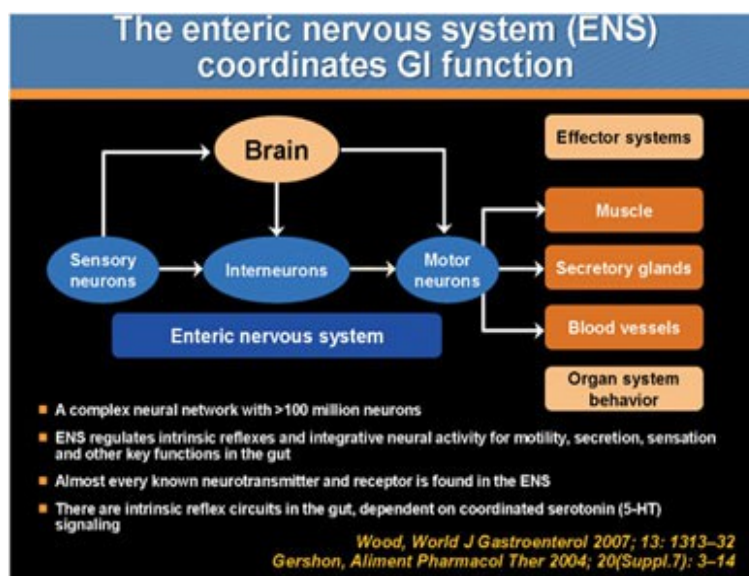 The enteric nervous system (ENS)
coordinates GI function
Brain
Effector systems
Muscle
Sensory
neurons
Interneurons
Motor
neurons
Secretory glands
Enteric nervous system
Blood vessels
Organ system
behavior
A complex neural network with >100 million neurons
ENS regulates intrinsic reflexes and integrative neural activity for motility, secretion, sensation
and other key functions in the gut
Almost every known neurotransmitter and receptor is found in the ENS
There are intrinsic reflex circuits in the gut, dependent on coordinated serotonin (5-HT)
signaling
Wood, World J Gastroenterol 2007; 13: 1313–32
Gershon, Aliment Pharmacol Ther 2004; 20(Suppl.7): 3–14